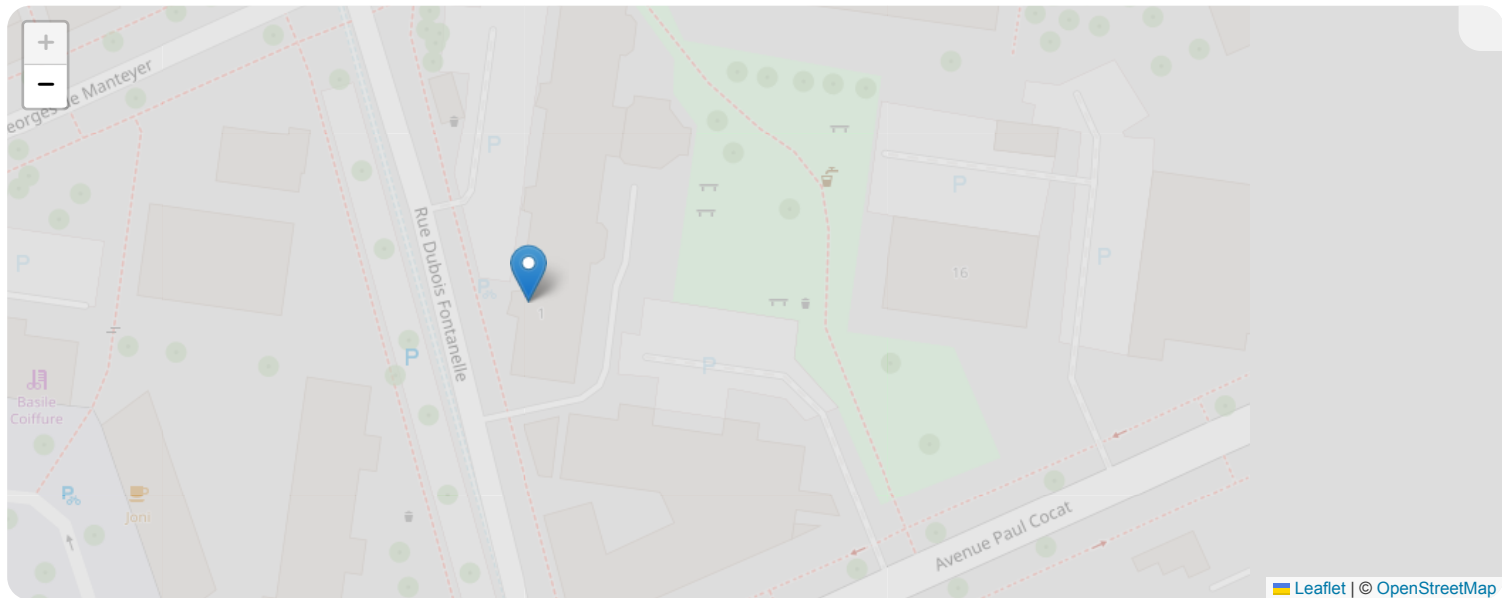 +
−
eorges de Manteyer
P
P
P
Rue Dubois Fontanelle
P
16
P
1
P
P
Basile
Coiffure
P
Joni
P
Avenue Paul Cocat
Leaflet | © OpenStreetMap